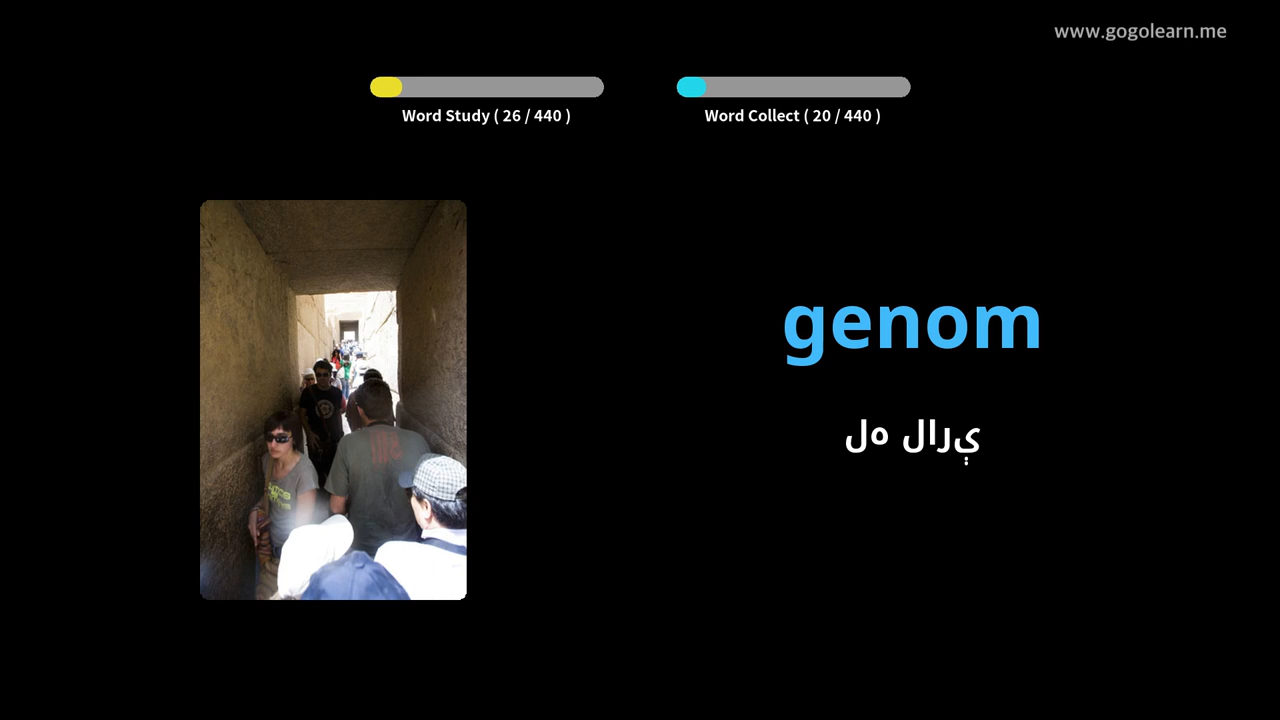 www.gogolearn.me
Word Study ( 26 / 440 )
Word Collect ( 20 / 440 )
genom
له لارې